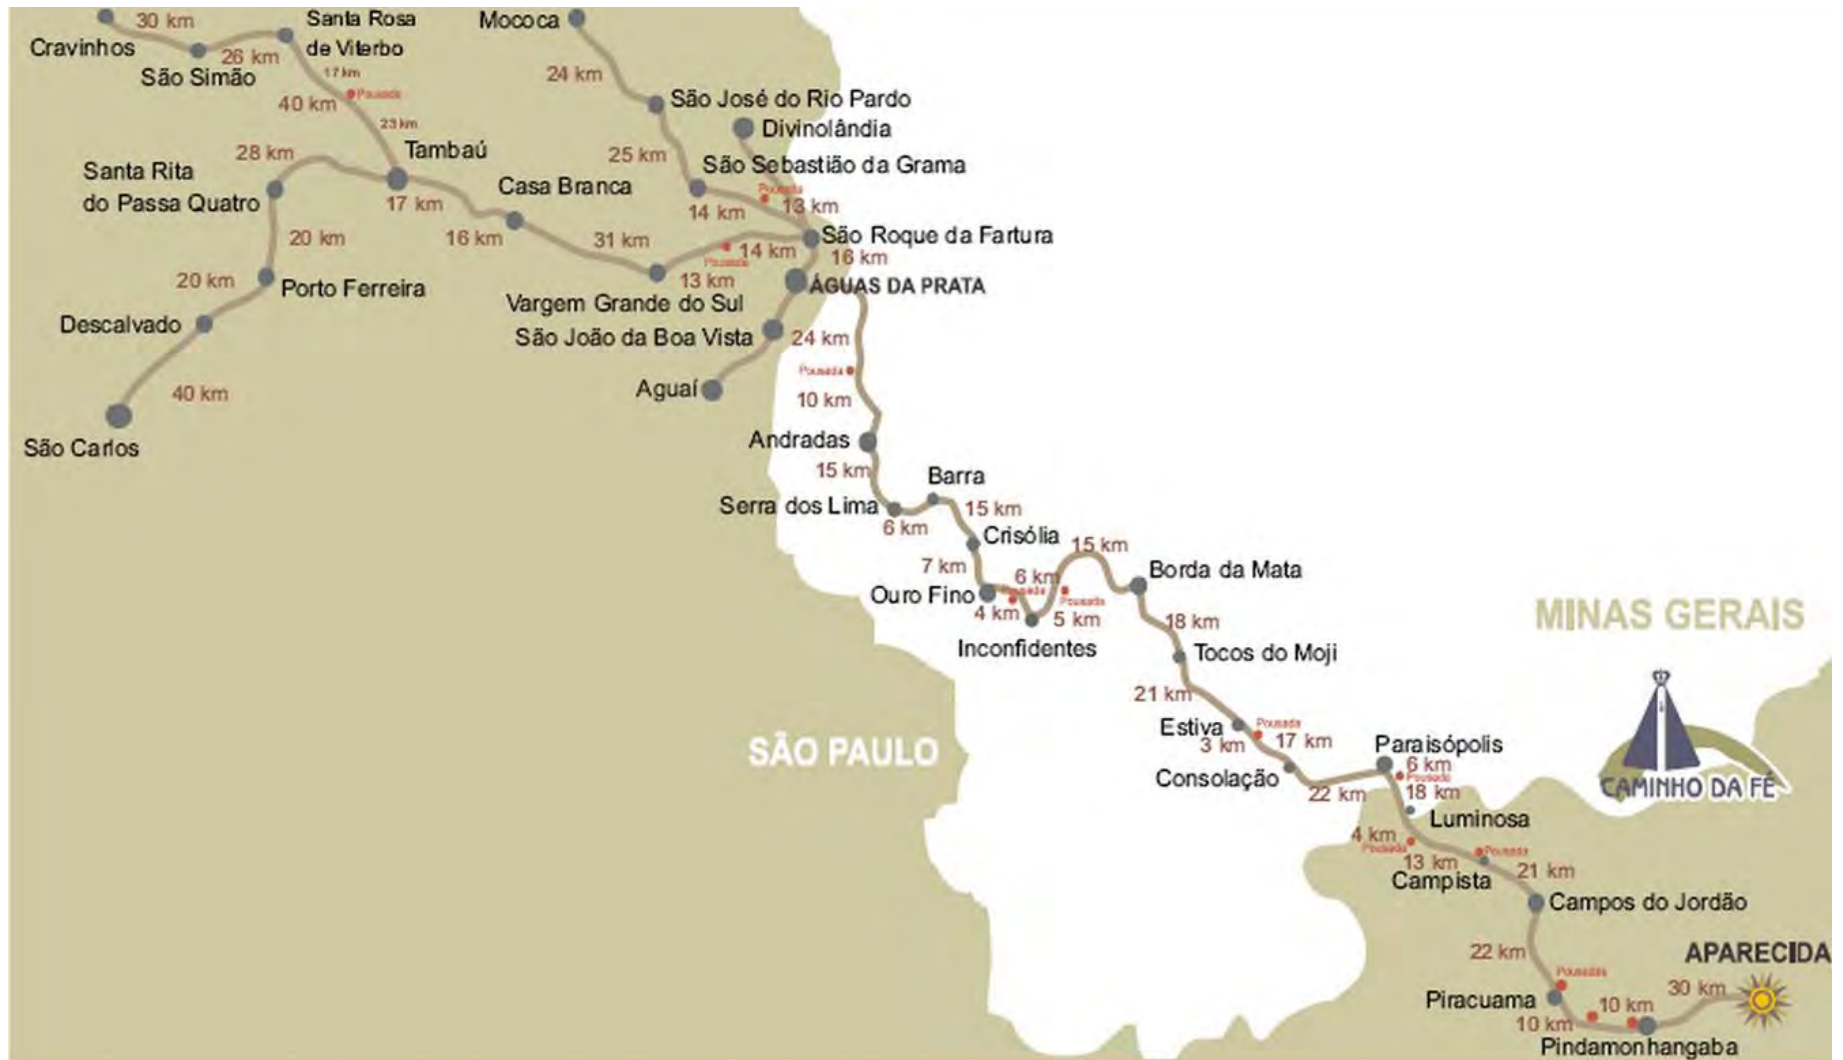 30 km
Cravinhos
26 km
São Simão
Santa Rosa
de Viterbo
17 km
Pousada
40 km
23 km
Mococa
24 km
São José do Rio Pardo
Divinolândia
25 km
São Sebastião da Grama
Pousada
14 km
13 km
28 km
Tambaú
Santa Rita
do Passa Quatro
17 km
Casa Branca
16 km
31 km
14 km
Pousada
13 km
São Roque da Fartura
16 km
20 km
20 km
Porto Ferreira
ÁGUAS DA PRATA
Vargem Grande do Sul
Descalvado
São João da Boa Vista
24 km
40 km
Aguaí
Pousada
10 km
São Carlos
Andradas
15 km
Barra
Serra dos Lima
6 km
15 km
Crisólia
7 km
15 km
Ouro Fino
6 km
Pousada
4 km
Pousada
5 km
Borda da Mata
Inconfidentes
18 km
Tocos do Moji
21 km
MINAS GERAIS
Estiva
Pousada
3 km
17 km
SÃO PAULO
Paraisópolis
Consolação
22 km
6 km
Pousada
18 km
CAMINHO DA FÉ
Luminosa
4 km
Pousada
13 km
Pousada
Campista
21 km
Campos do Jordão
22 km
APARECIDA
Pousadas
Piracuama
10 km
10 km
30 km
Pindamonhangaba